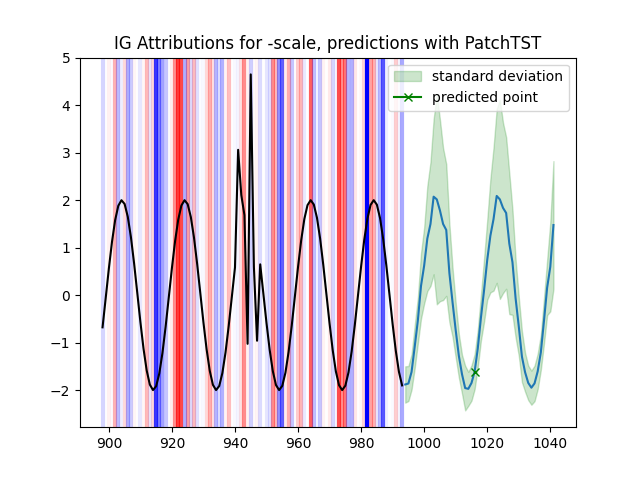 IG Attributions for -scale, predictions with PatchTST
standard deviation
predicted point
5
4
3
2
1
0
−1
−2
900 920 940 960 980 1000 1020 1040